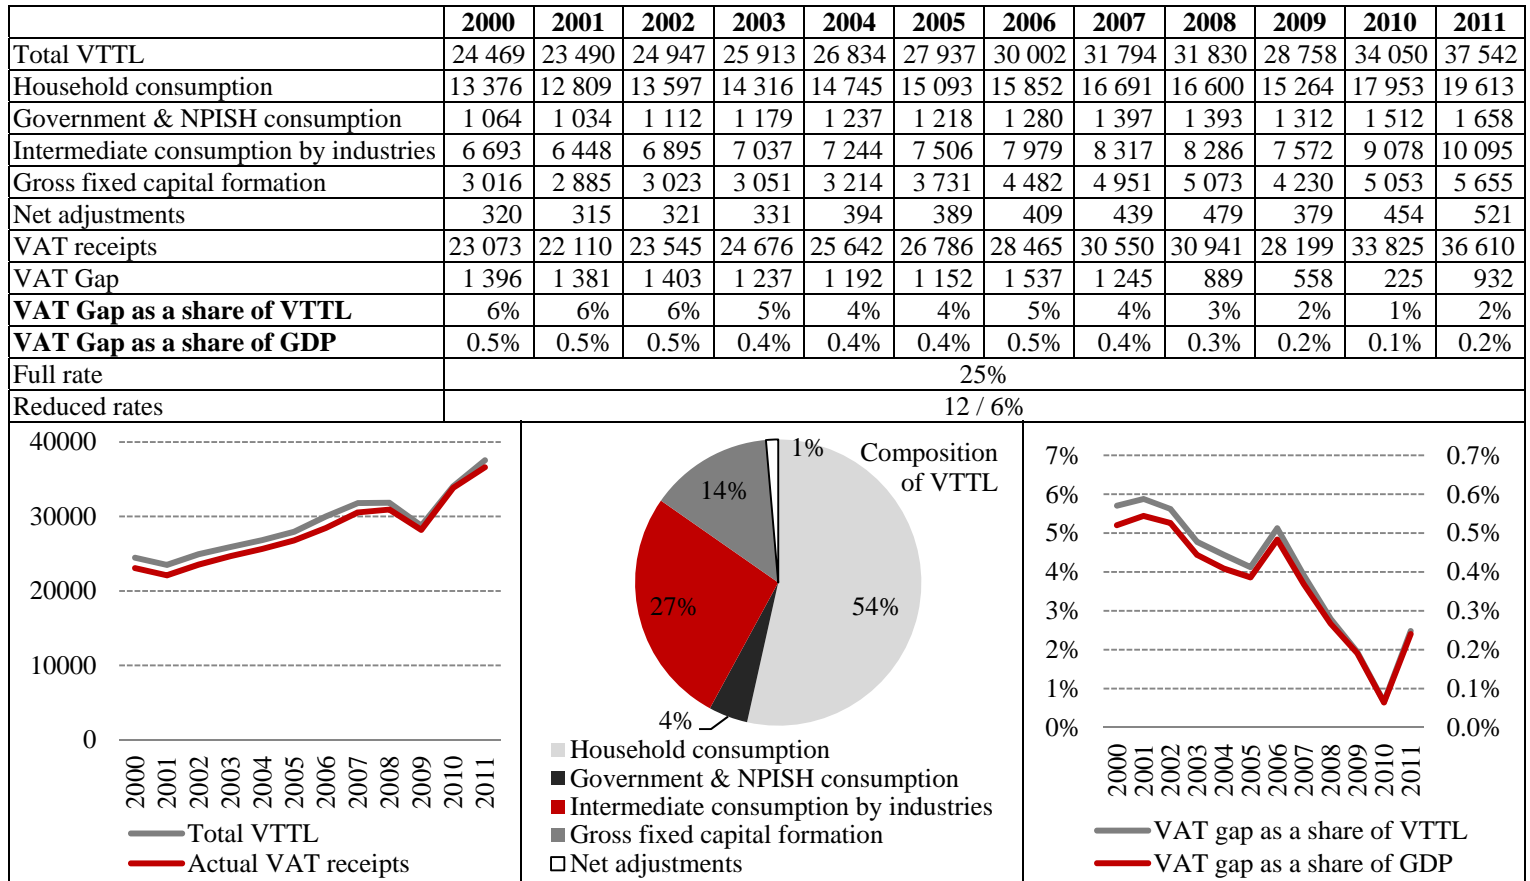 2000 2001 2002 2003 2004 2005 2006 2007 2008 2009 2010 2011
Total VTTL 24 469 23 490 24 947 25 913 26 834 27 937 30 002 31 794 31 830 28 758 34 050 37 542
Household consumption 13 376 12 809 13 597 14 316 14 745 15 093 15 852 16 691 16 600 15 264 17 953 19 613
Government & NPISH consumption 1 064 1 034 1 112 1 179 1 237 1 218 1 280 1 397 1 393 1 312 1 512 1 658
Intermediate consumption by industries 6 693 6 448 6 895 7 037 7 244 7 506 7 979 8 317 8 286 7 572 9 078 10 095
Gross fixed capital formation 3 016 2 885 3 023 3 051 3 214 3 731 4 482 4 951 5 073 4 230 5 053 5 655
Net adjustments 320 315 321 331 394 389 409 439 479 379 454 521
VAT receipts 23 073 22 110 23 545 24 676 25 642 26 786 28 465 30 550 30 941 28 199 33 825 36 610
VAT Gap 1 396 1 381 1 403 1 237 1 192 1 152 1 537 1 245 889 558 225 932
VAT Gap as a share of VTTL 6% 6% 6% 5% 4% 4% 5% 4% 3% 2% 1% 2%
VAT Gap as a share of GDP 0.5% 0.5% 0.5% 0.4% 0.4% 0.4% 0.5% 0.4% 0.3% 0.2% 0.1% 0.2%
Full rate 25%
Reduced rates 12 / 6%
40000
30000
20000
10000
0
2000 2001 2002 2003 2004 2005 2006 2007 2008 2009 2010 2011
Total VTTL
Actual VAT receipts
Composition
of VTTL
1%
14%
27%
54%
4%
Household consumption
Government & NPISH consumption
Intermediate consumption by industries
Gross fixed capital formation
Net adjustments
7% 0.7%
6% 0.6%
5% 0.5%
4% 0.4%
3% 0.3%
2% 0.2%
1% 0.1%
0% 0.0%
2000 2001 2002 2003 2004 2005 2006 2007 2008 2009 2010 2011
VAT gap as a share of VTTL
VAT gap as a share of GDP